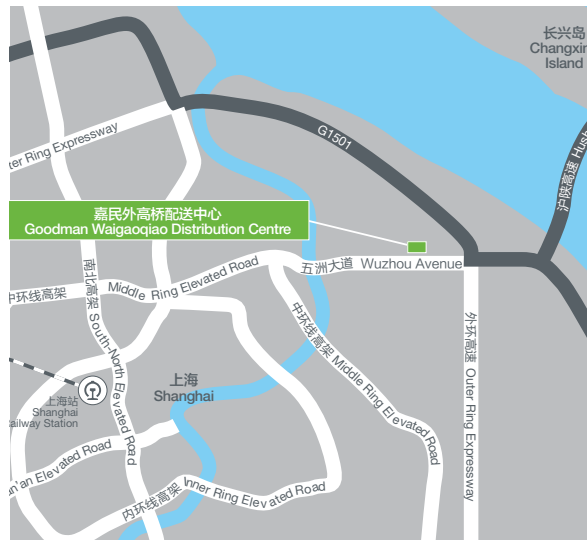 长兴岛
Changxin
Island
G1501
沪陕高速 Hush
ter Ring Expressway
嘉民外高桥配送中心
Goodman Waigaoqiao Distribution Centre
五洲大道 Wuzhou Avenue
中环线高架 Middle Ring Elevated Road
南北高架 South-North Elevated Road
中环线高架 Middle Ring Elevated Road
外环高速 Outer Ring Expressway
上海
Shanghai
上海站
Shanghai
ailway Station
an'an Elevated Road
内环线高架 Inner Ring Elevated Road